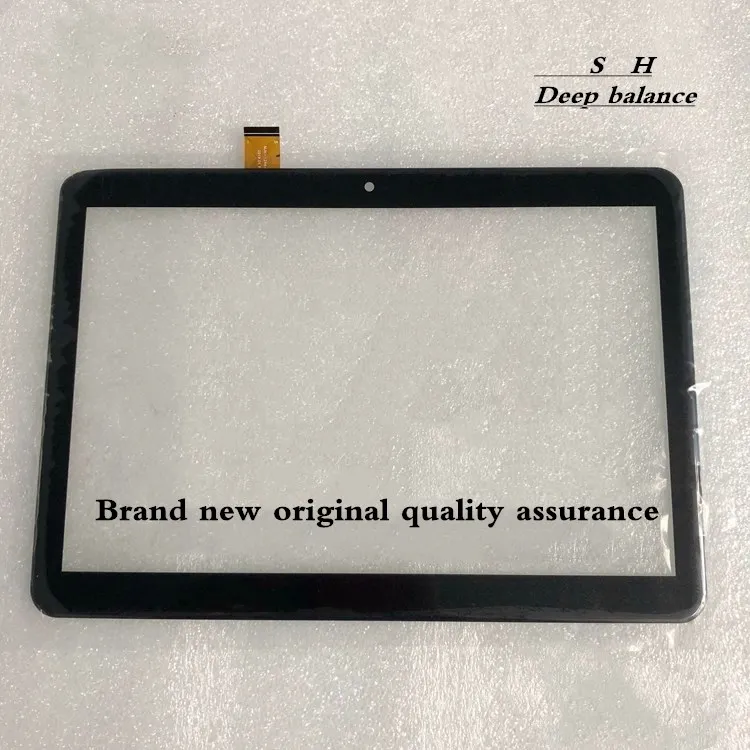 S H
Deep balance
Brand new original quality assurance